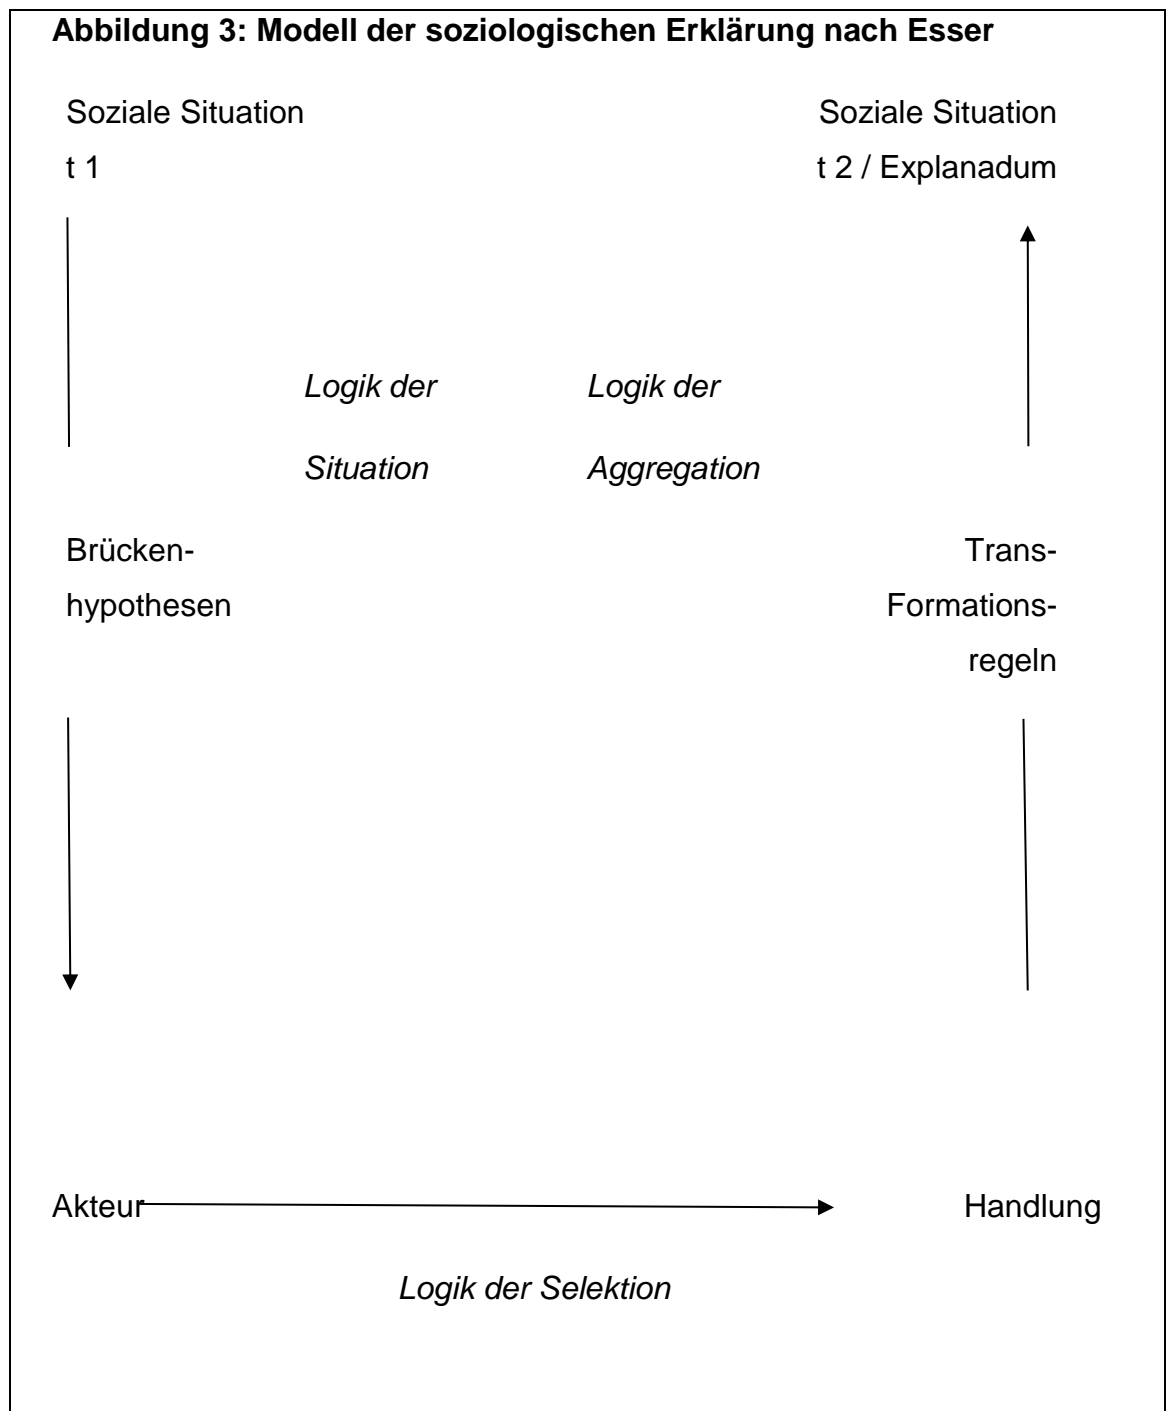 Abbildung 3: Modell der soziologischen Erklärung nach Esser
Soziale Situation
t 1
Soziale Situation
t 2 / Explanadum
Logik der
Situation
Logik der
Aggregation
Brücken-
hypothesen
Trans-
Formations-
regeln
Akteur
Handlung
Logik der Selektion